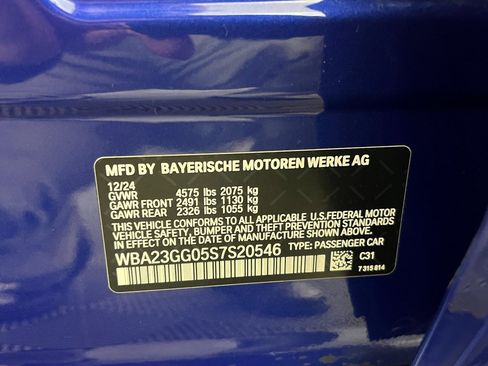 MFD BY BAYERISCHE MOTOREN WERKE AG
12/24
GVWR 4575 lbs 2075 kg
GAWR FRONT 2491 lbs 1130 kg
GAWR REAR 2326 lbs 1055 kg
THIS VEHICLE CONFORMS TO ALL APPLICABLE U.S.FEDERAL MOTOR
VEHICLE SAFETY, BUMPER, AND THEFT PREVENTION STANDARDS
IN EFFECT ON THE DATE OF MANUFACTURE SHOWN ABOVE.
WBA23GG05S7S20546 TYPE: PASSENGER CAR
C31
7 315 814